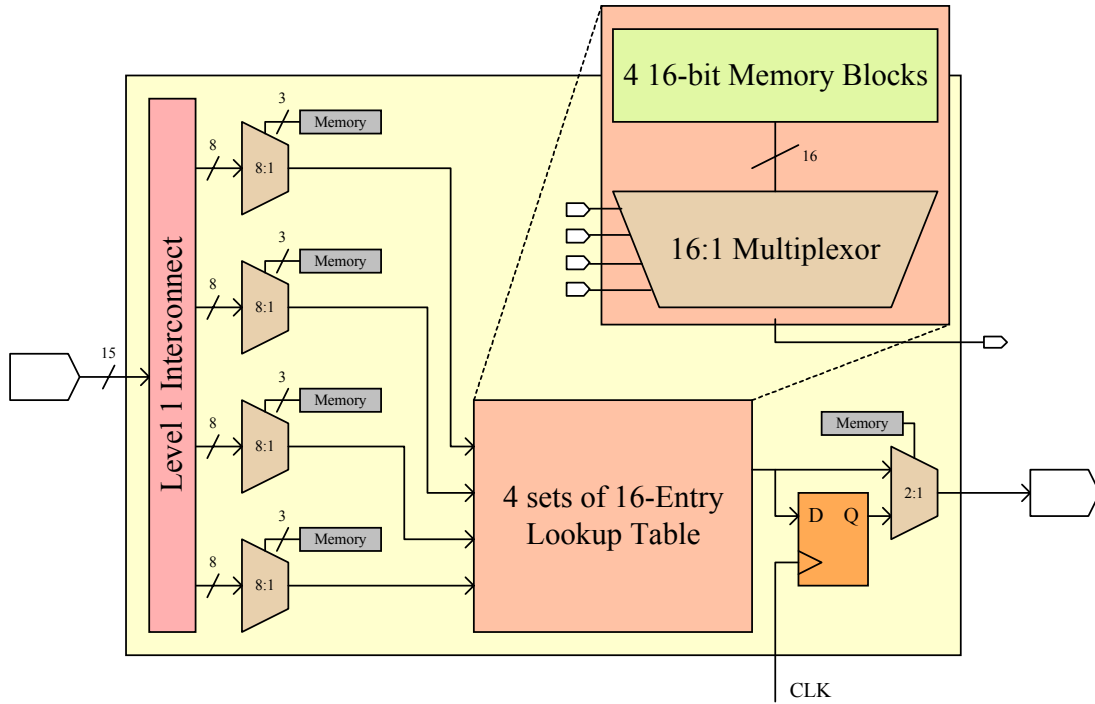 4 16-bit Memory Blocks
16
16:1 Multiplexor
15
Level 1 Interconnect
8
8:1
3
Memory
8
8:1
3
Memory
8
8:1
3
Memory
8
8:1
3
Memory
4 sets of 16-Entry
Lookup Table
Memory
2:1
D Q
CLK